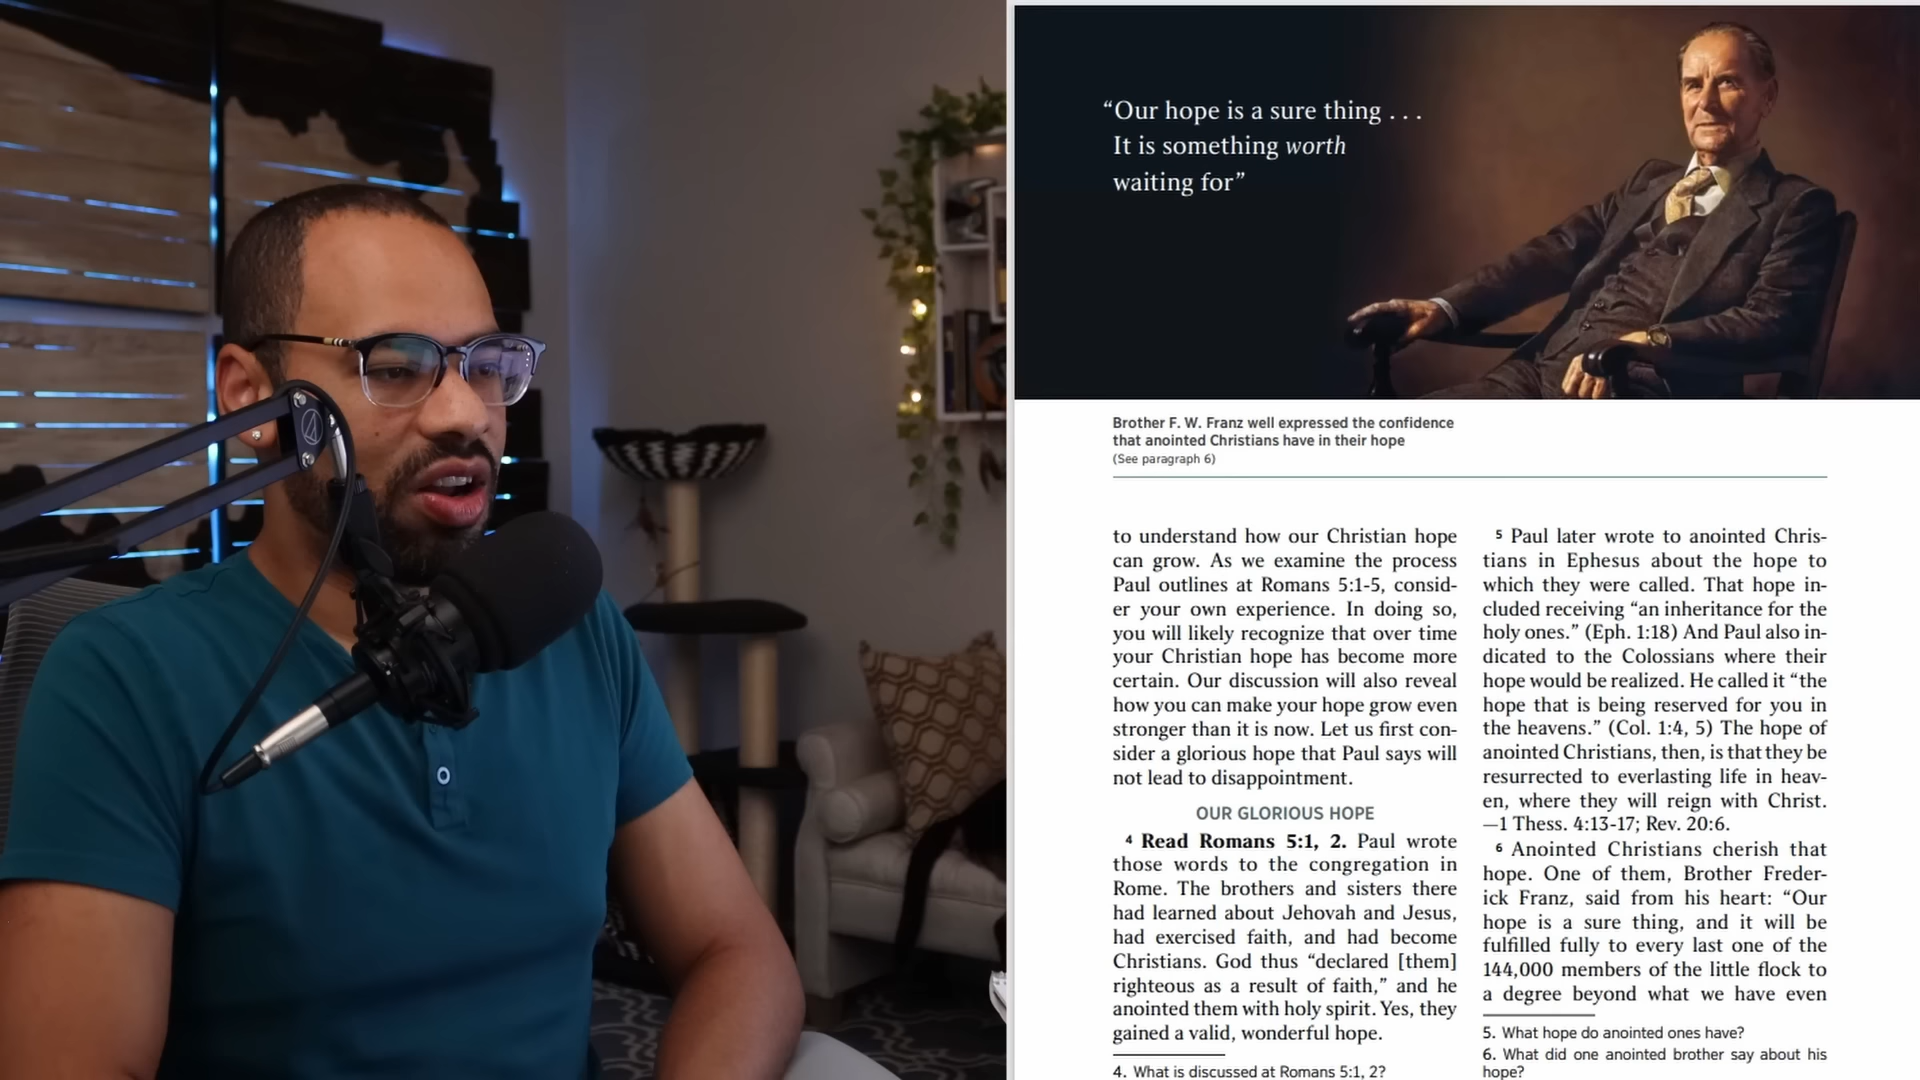 “Our hope is a sure thing . . .
It is something worth
waiting for”
Brother F. W. Franz well expressed the confidence
that anointed Christians have in their hope
(See paragraph 6)
to understand how our Christian hope
can grow. As we examine the process
Paul outlines at Romans 5:1-5, consid-
er your own experience. In doing so,
you will likely recognize that over time
your Christian hope has become more
certain. Our discussion will also reveal
how you can make your hope grow even
stronger than it is now. Let us first con-
sider a glorious hope that Paul says will
not lead to disappointment.
OUR GLORIOUS HOPE
4 Read Romans 5:1, 2. Paul wrote
those words to the congregation in
Rome. The brothers and sisters there
had learned about Jehovah and Jesus,
had exercised faith, and had become
Christians. God thus “declared [them]
righteous as a result of faith,” and he
anointed them with holy spirit. Yes, they
gained a valid, wonderful hope.
4. What is discussed at Romans 5:1, 2?
5 Paul later wrote to anointed Chris-
tians in Ephesus about the hope to
which they were called. That hope in-
cluded receiving “an inheritance for the
holy ones.” (Eph. 1:18) And Paul also in-
dicated to the Colossians where their
hope would be realized. He called it “the
hope that is being reserved for you in
the heavens.” (Col. 1:4, 5) The hope of
anointed Christians, then, is that they be
resurrected to everlasting life in heav-
en, where they will reign with Christ.
—1 Thess. 4:13-17; Rev. 20:6.
6 Anointed Christians cherish that
hope. One of them, Brother Freder-
ick Franz, said from his heart: “Our
hope is a sure thing, and it will be
fulfilled fully to every last one of the
144,000 members of the little flock to
a degree beyond what we have even
5. What hope do anointed ones have?
6. What did one anointed brother say about his
hope?